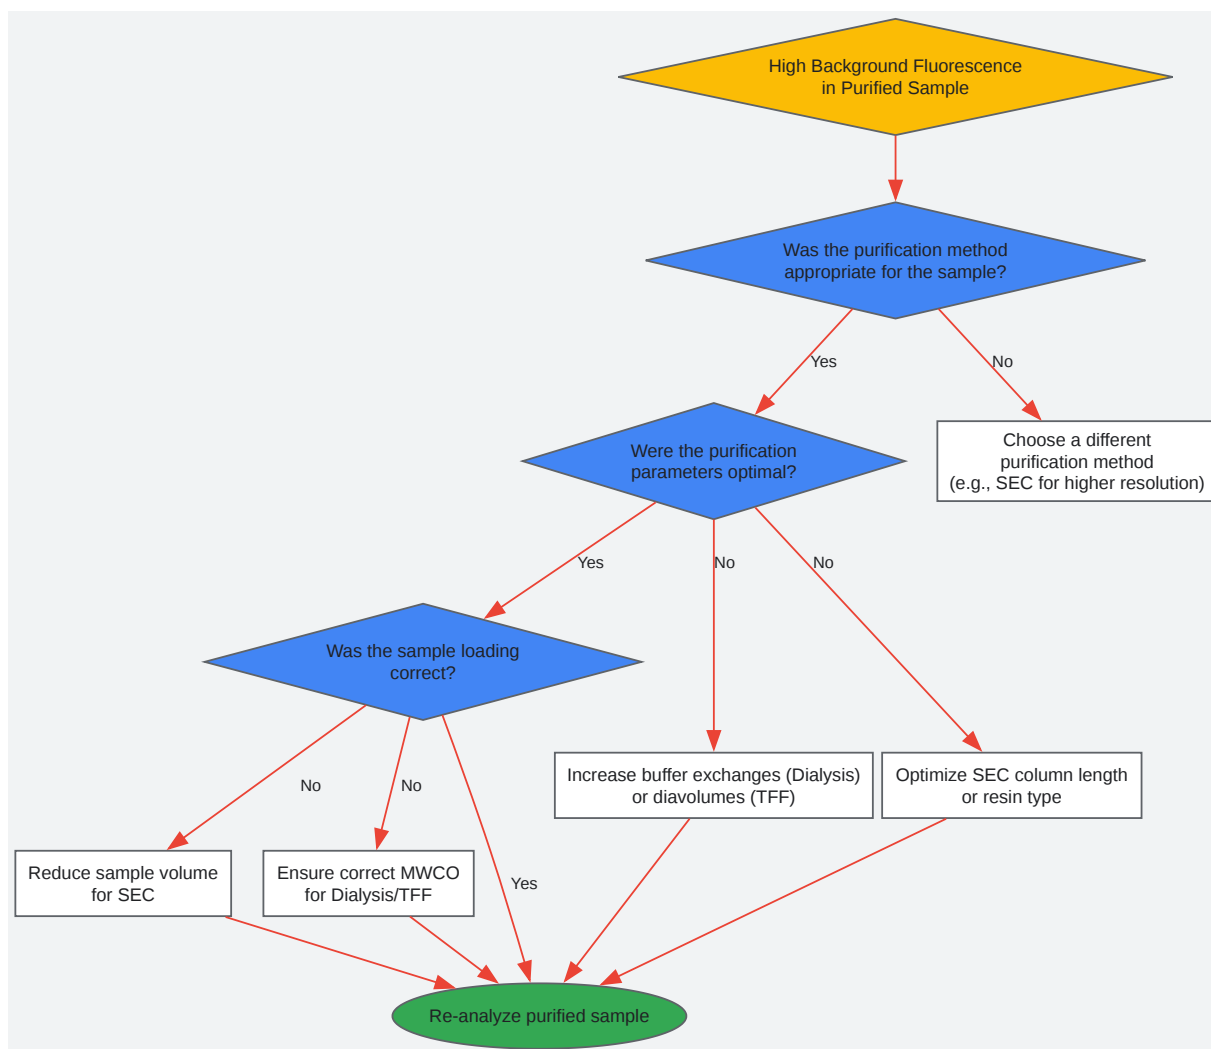 High Background Fluorescence
in Purified Sample
Was the purification method
appropriate for the sample?
Yes
No
Were the purification
parameters optimal?
Choose a different
purification method
(e.g., SEC for higher resolution)
Yes
No
No
Was the sample loading
correct?
Increase buffer exchanges (Dialysis)
or diavolumes (TFF)
Optimize SEC column length
or resin type
No
No
Yes
Reduce sample volume
for SEC
Ensure correct MWCO
for Dialysis/TFF
Re-analyze purified sample